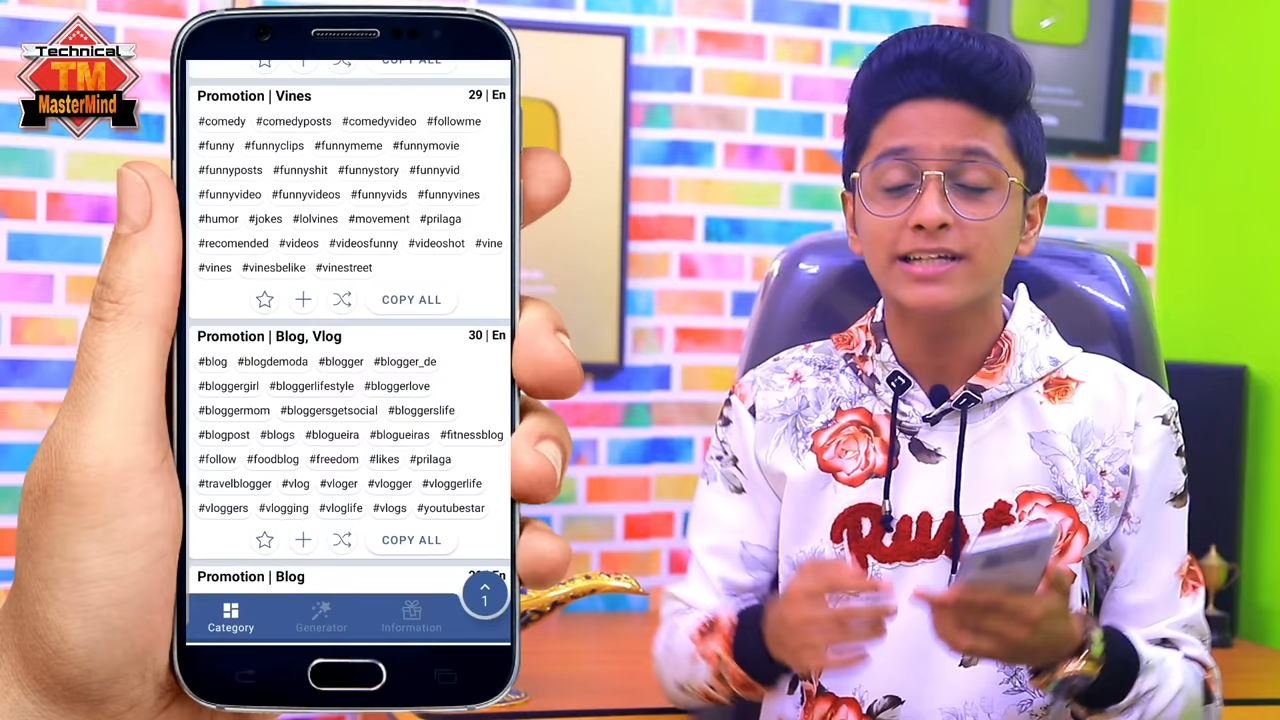 Technical
TM
MasterMind
COPY ALL
Promotion | Vines 29 | En
#comedy #comedyposts #comedyvideo #followme
#funny #funnyclips #funnymeme #funnymovie
#funnyposts #funnyshit #funnystory #funnyvid
#funnyvideo #funnyvideos #funnyvids #funnyvines
#humor #jokes #lolvines #movement #prilaga
#recomended #videos #videosfunny #videoshot #vine
#vines #vinesbelike #vinestreet
COPY ALL
Promotion | Blog, Vlog 30 | En
#blog #blogdemoda #blogger #blogger_de
#bloggergirl #bloggerlifestyle #bloggerlove
#bloggermom #bloggersgetsocial #bloggerslife
#blogpost #blogs #blogueira #blogueiras #fitnessblog
#follow #foodblog #freedom #likes #prilaga
#travelblogger #vlog #vloger #vlogger #vloggerlife
#vloggers #vlogging #vloglife #vlogs #youtubestar
COPY ALL
Promotion | Blog
1
Category Generator Information